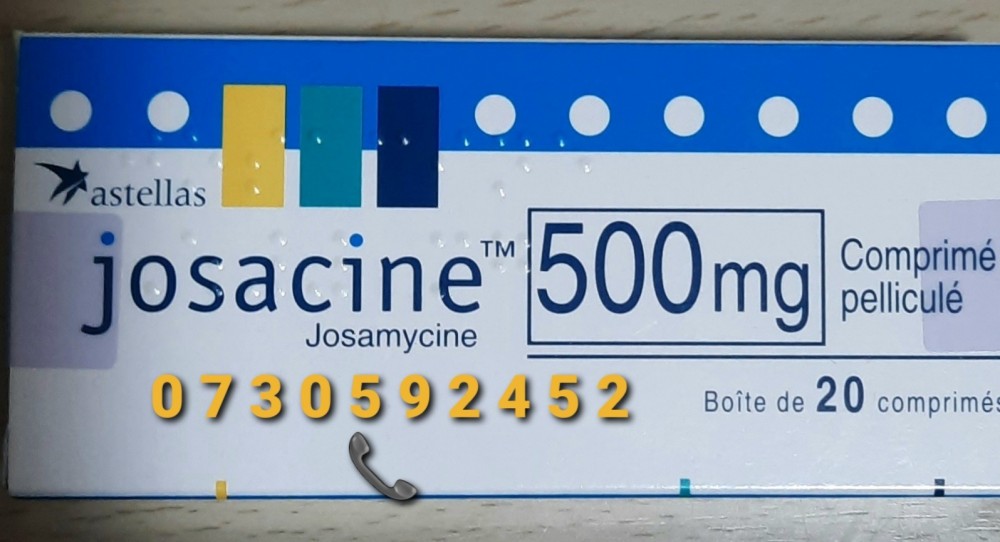 astellas
josacine™ 500mg Comprimé pelliculé
Josamycine
0730592452
Boîte de 20 comprimés